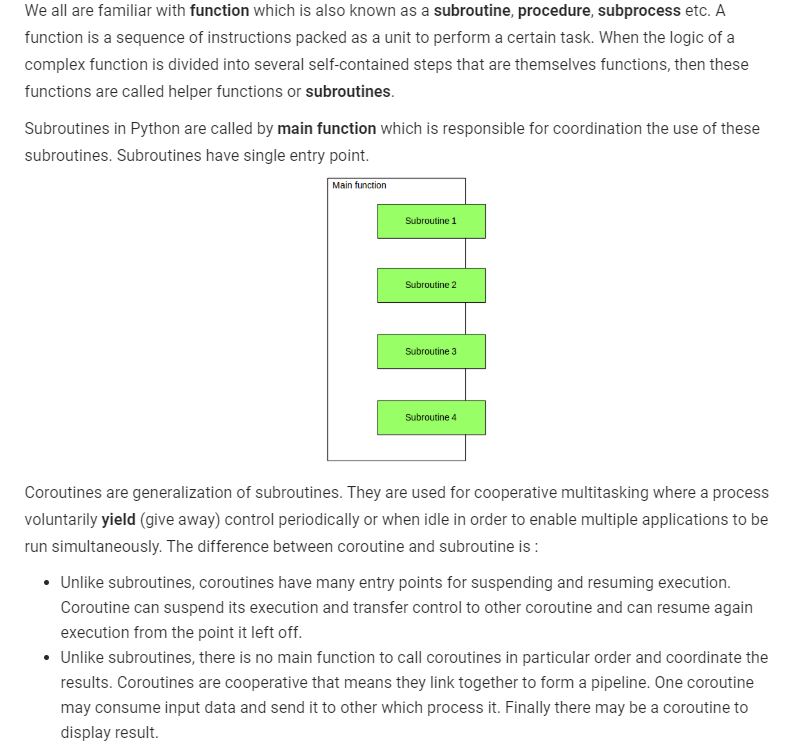 We all are familiar with function which is also known as a subroutine, procedure, subprocess etc. A
function is a sequence of instructions packed as a unit to perform a certain task. When the logic of a
complex function is divided into several self-contained steps that are themselves functions, then these
functions are called helper functions or subroutines.
Subroutines in Python are called by main function which is responsible for coordination the use of these
subroutines. Subroutines have single entry point.
Main function
Subroutine 1
Subroutine 2
Subroutine 3
Subroutine 4
Coroutines are generalization of subroutines. They are used for cooperative multitasking where a process
voluntarily yield (give away) control periodically or when idle in order to enable multiple applications to be
run simultaneously. The difference between coroutine and subroutine is :
• Unlike subroutines, coroutines have many entry points for suspending and resuming execution.
Coroutine can suspend its execution and transfer control to other coroutine and can resume again
execution from the point it left off.
• Unlike subroutines, there is no main function to call coroutines in particular order and coordinate the
results. Coroutines are cooperative that means they link together to form a pipeline. One coroutine
may consume input data and send it to other which process it. Finally there may be a coroutine to
display result.